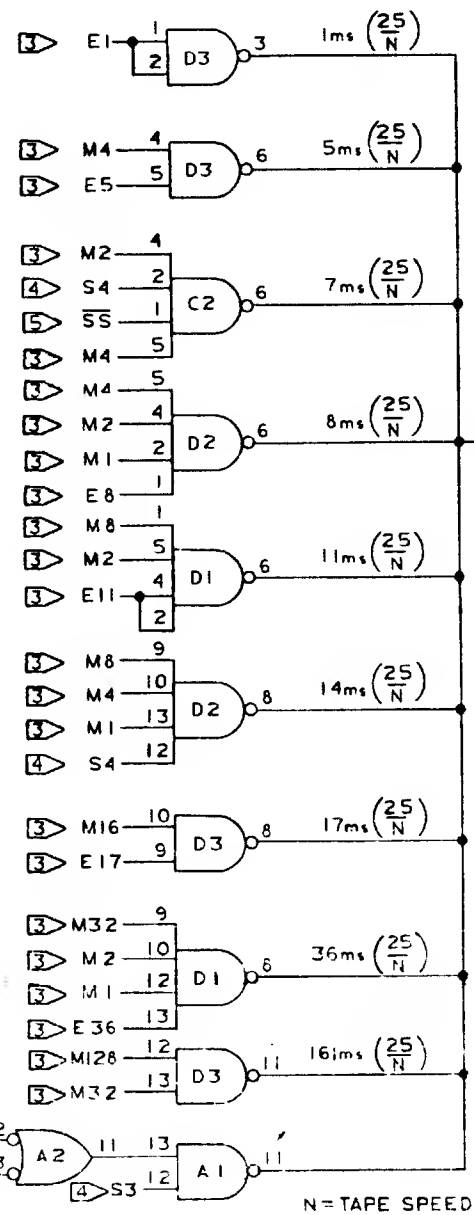 3 E1 1 2 D3 3 1ms (25/N)
3 M4 4 D3 6 5ms (25/N)
3 E5 5
3 M2 4
4 S4 2 C2 6 7ms (25/N)
5 S̅S̅ 1
3 M4 5
3 M4 5
3 M2 4 D2 6 8ms (25/N)
3 M1 2
3 E8 1
3 M8 1
3 M2 5 D1 6 11ms (25/N)
3 E11 4
2
3 M8 9
3 M4 10 D2 8 14ms (25/N)
3 M1 13
4 S4 12
3 M16 10 D3 8 17ms (25/N)
3 E17 9
3 M32 9
3 M2 10 D1 8 36ms (25/N)
3 M1 12
3 E36 13
3 M128 12 D3 11 161ms (25/N)
3 M32 13
2 A2 11 13 A1 11
3 4 S3 12
N=TAPE SPEED